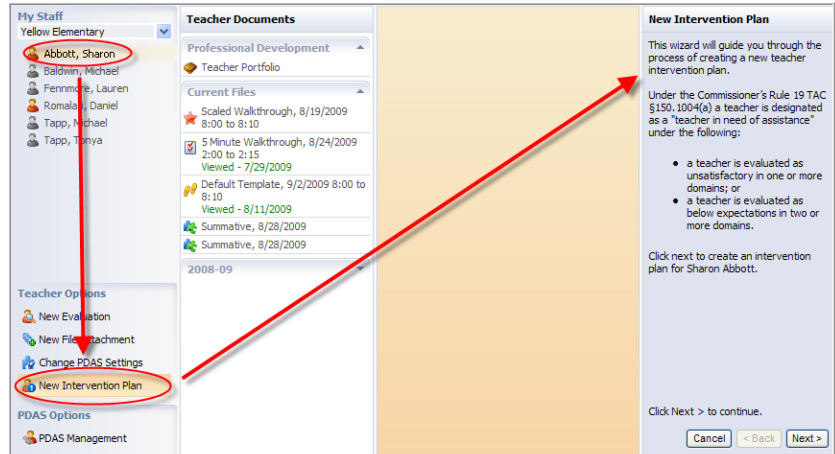 My Staff
Yellow Elementary
Abbott, Sharon
Baldwin, Michael
Fennmore, Lauren
Romalan, Daniel
Tapp, Michael
Tapp, Tonya
Teacher Options
New Evaluation
New File Attachment
Change PDAS Settings
New Intervention Plan
PDAS Options
PDAS Management
Teacher Documents
Professional Development
Teacher Portfolio
Current Files
Scaled Walkthrough, 8/19/2009
8:00 to 8:10
5 Minute Walkthrough, 8/24/2009
2:00 to 2:15
Viewed - 7/29/2009
Default Template, 9/2/2009 8:00 to
8:10
Viewed - 8/11/2009
Summative, 8/28/2009
Summative, 8/28/2009
2008-09
New Intervention Plan
This wizard will guide you through the
process of creating a new teacher
intervention plan.
Under the Commissioner's Rule 19 TAC
§150.1004(a) a teacher is designated
as a "teacher in need of assistance"
under the following:
• a teacher is evaluated as
unsatisfactory in one or more
domains; or
• a teacher is evaluated as
below expectations in two or
more domains.
Click next to create an intervention
plan for Sharon Abbott.
Click Next > to continue.
Cancel
< Back
Next >